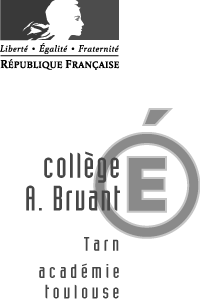 Liberté • Égalité • Fraternité
RÉPUBLIQUE FRANÇAISE
collège
A. Bruant
É
Tarn
académie
toulouse